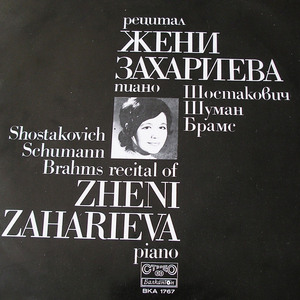 рецитал
ЖЕНИ
ЗАХАРИЕВА
пиано Шостакович
Шуман
Брамс
Shostakovich
Schumann
Brahms recital of
ZHENI
ZAHARIEVA
piano
СТЕРЕО
Балкантон
ВКА 1767